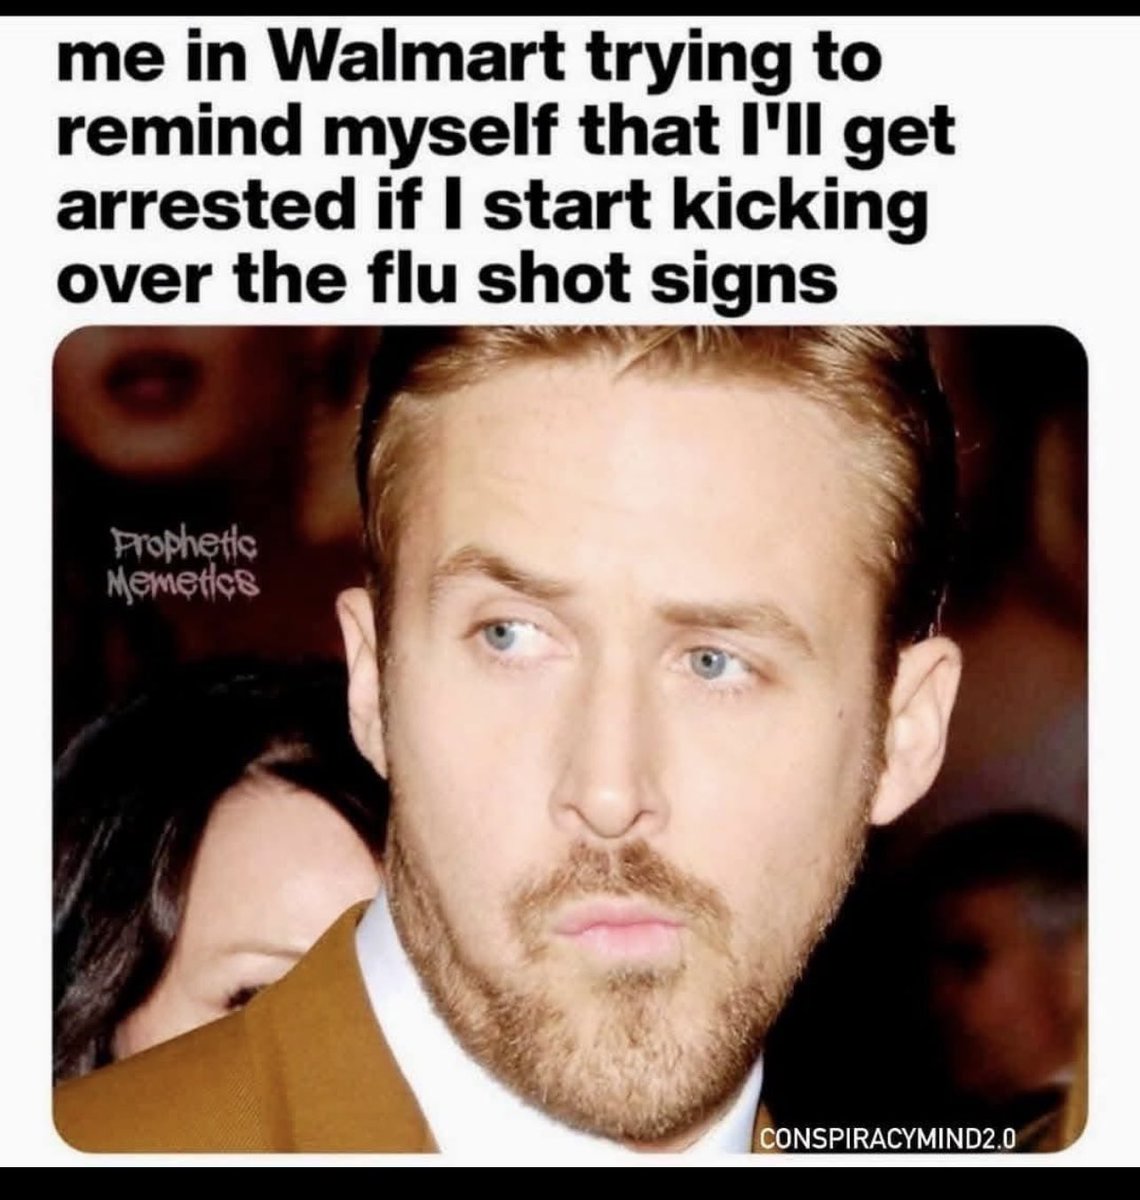 me in Walmart trying to
remind myself that I'll get
arrested if I start kicking
over the flu shot signs
Prophetic
Memetics
CONSPIRACYMIND2.0